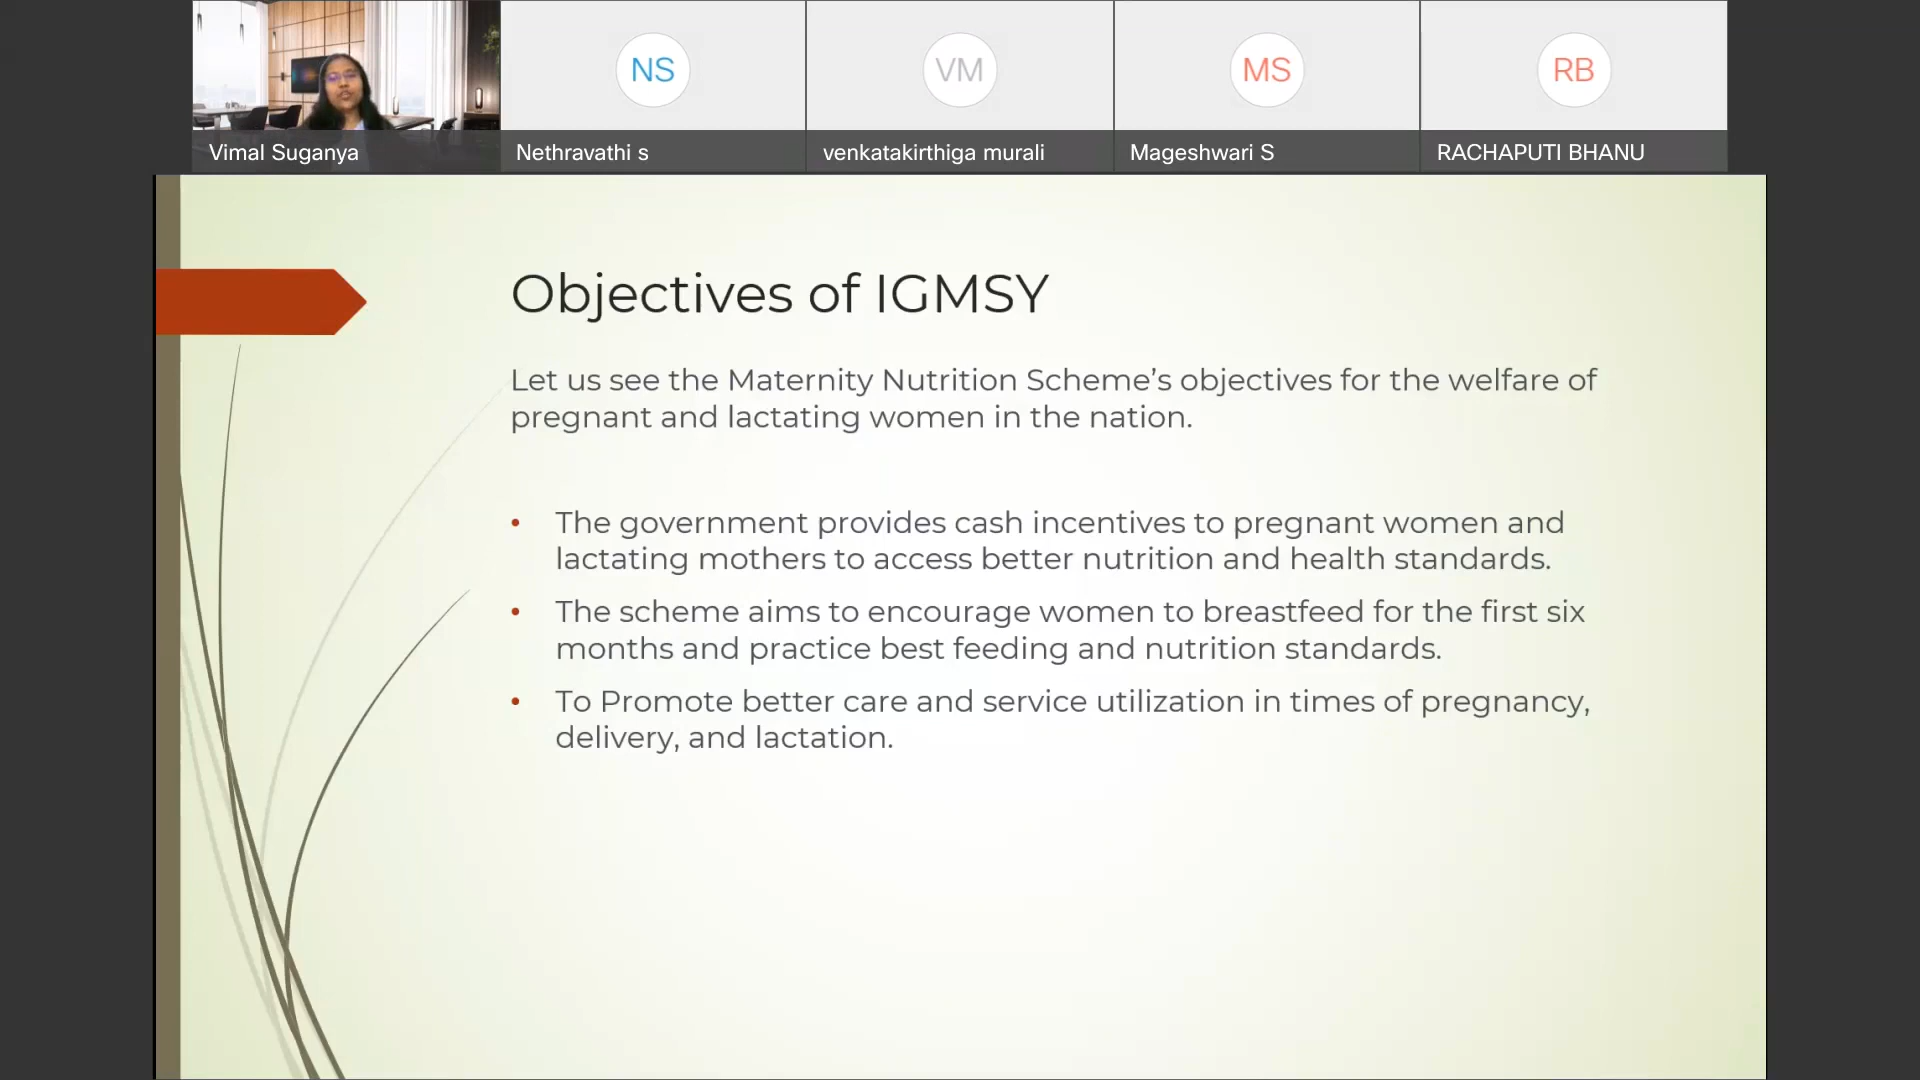 NS
VM
MS
RB
Vimal Suganya
Nethravathi s
venkatakirthiga murali
Mageshwari S
RACHAPUTI BHANU
Objectives of IGMSY
Let us see the Maternity Nutrition Scheme’s objectives for the welfare of
pregnant and lactating women in the nation.
• The government provides cash incentives to pregnant women and
lactating mothers to access better nutrition and health standards.
• The scheme aims to encourage women to breastfeed for the first six
months and practice best feeding and nutrition standards.
• To Promote better care and service utilization in times of pregnancy,
delivery, and lactation.